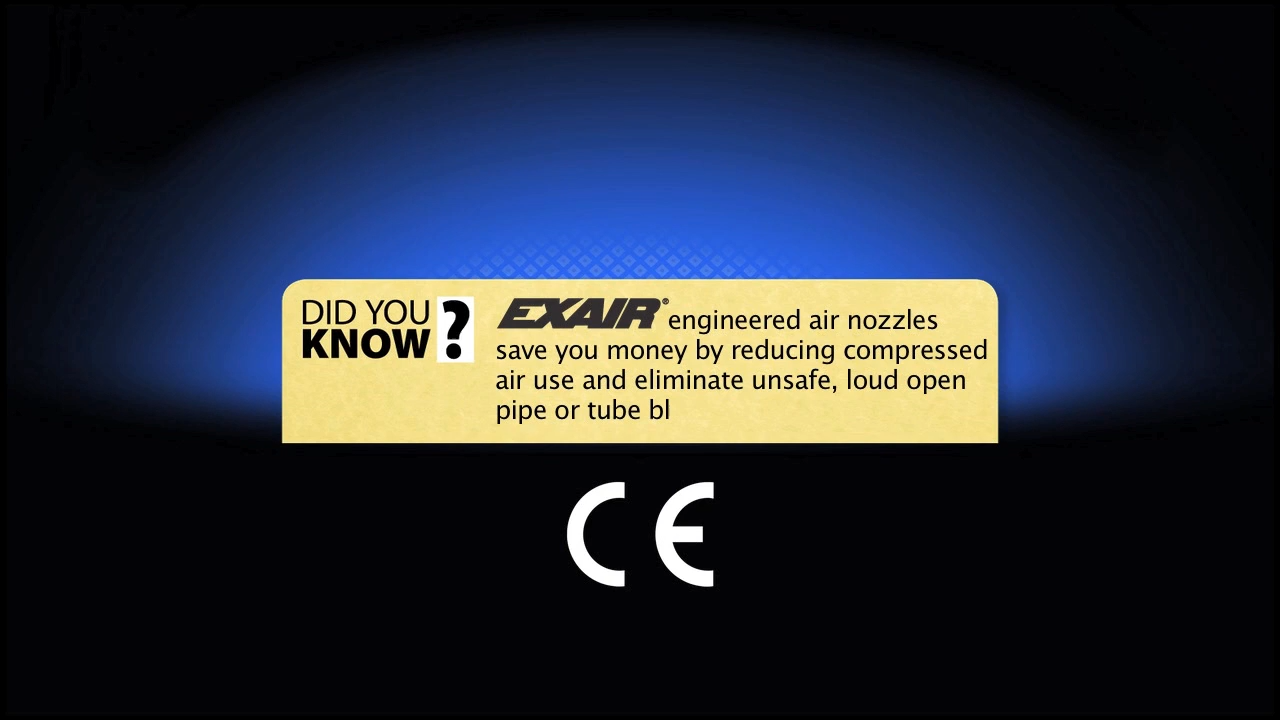 DID YOU
KNOW?
EXAIR® engineered air nozzles
save you money by reducing compressed
air use and eliminate unsafe, loud open
pipe or tube bl
CE